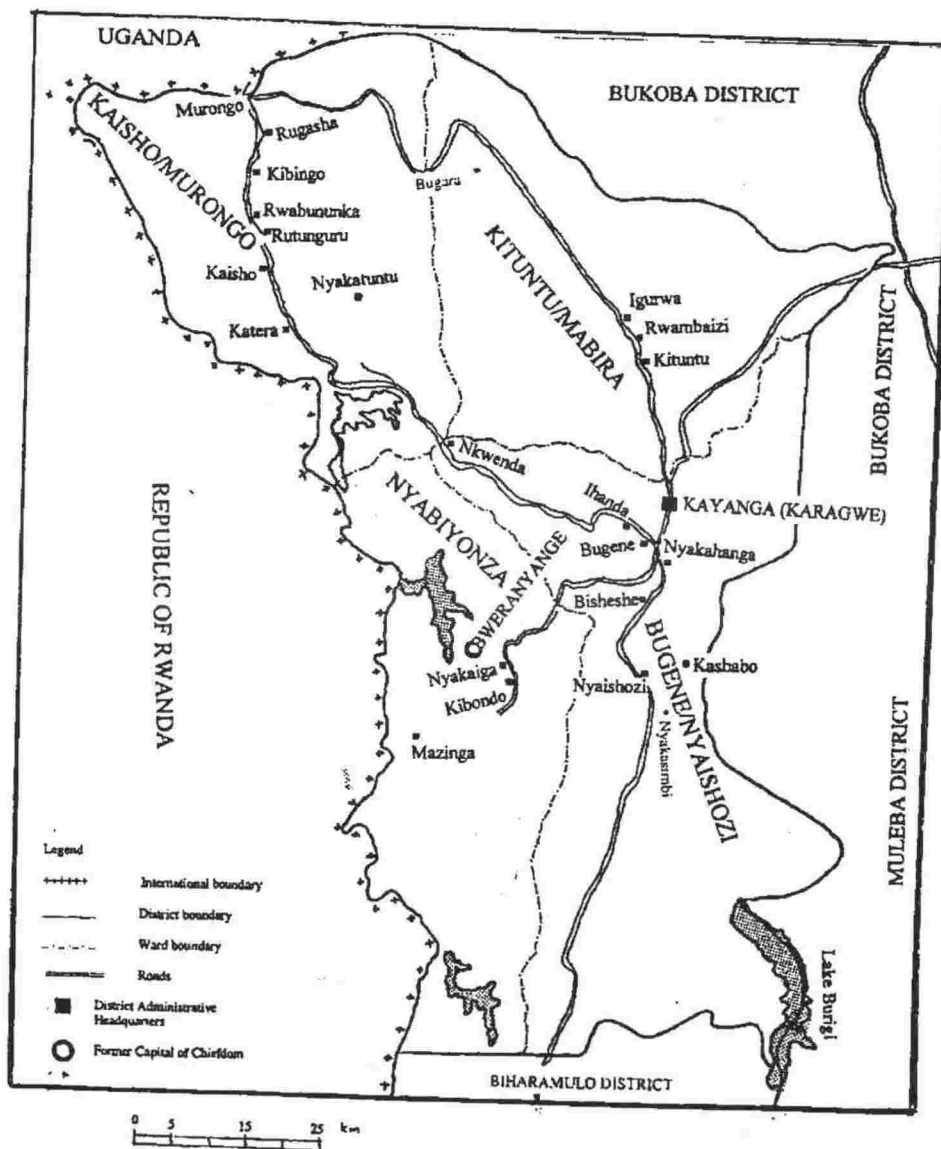 UGANDA
BUKOBA DISTRICT
Murongo
KAISHO/MURONGO
Rugasha
Kibingo
Bugara
Rwabununka
Rutunguru
KITUNTU/MABIRA
Kaisho
Nyakatuntu
Igurwa
Katera
Rwambaizi
Kituntu
BUKOBA DISTRICT
Nkwenda
REPUBLIC OF RWANDA
NYABIYONZA
Ihanda
KAYANGA (KARAGWE)
Bugene
Nyakahanga
BWERANYANGE
Bisheshe
BUGENE/NYAISHOZI
Nyakaiga
Kashabo
Kibondo
Nyaishozi
Nyakasimbi
Mazinga
MULEBA DISTRICT
Legend
International boundary
District boundary
Ward boundary
Roads
District Administrative
Headquarters
Former Capital of Chiefdom
Lake Burigi
BIHARAMULO DISTRICT
0 5 15 25 km